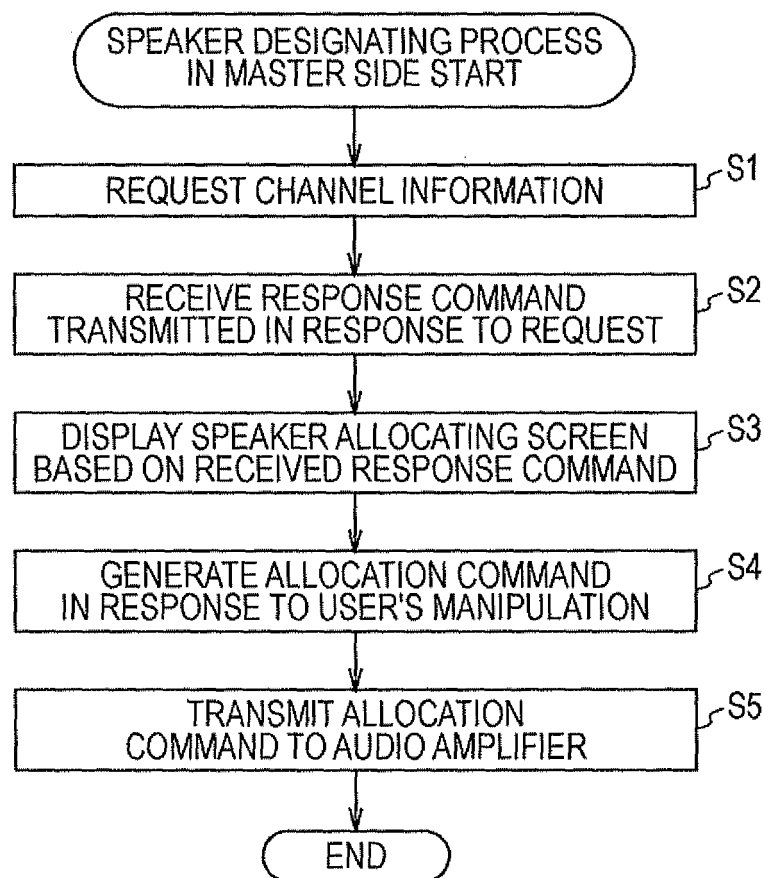 SPEAKER DESIGNATING PROCESS
IN MASTER SIDE START
REQUEST CHANNEL INFORMATION
S1
RECEIVE RESPONSE COMMAND
TRANSMITTED IN RESPONSE TO REQUEST
S2
DISPLAY SPEAKER ALLOCATING SCREEN
BASED ON RECEIVED RESPONSE COMMAND
S3
GENERATE ALLOCATION COMMAND
IN RESPONSE TO USER'S MANIPULATION
S4
TRANSMIT ALLOCATION
COMMAND TO AUDIO AMPLIFIER
S5
END